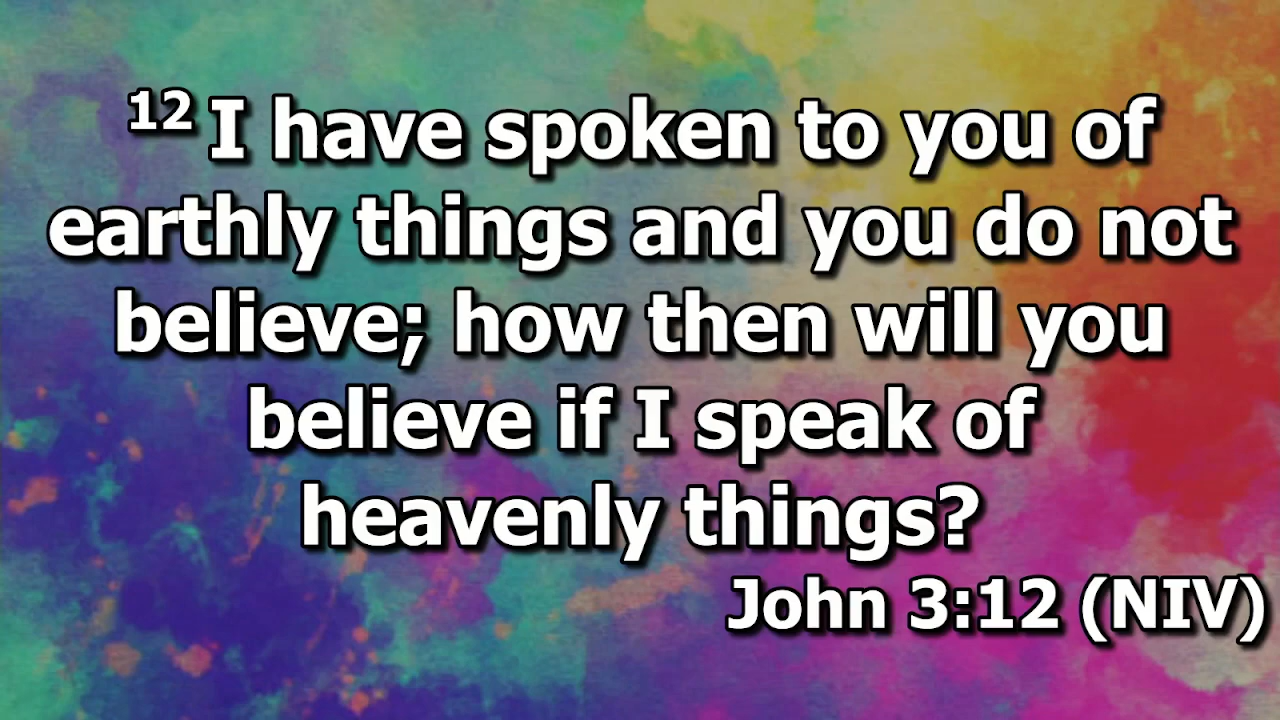 12 I have spoken to you of
earthly things and you do not
believe; how then will you
believe if I speak of
heavenly things?
John 3:12 (NIV)